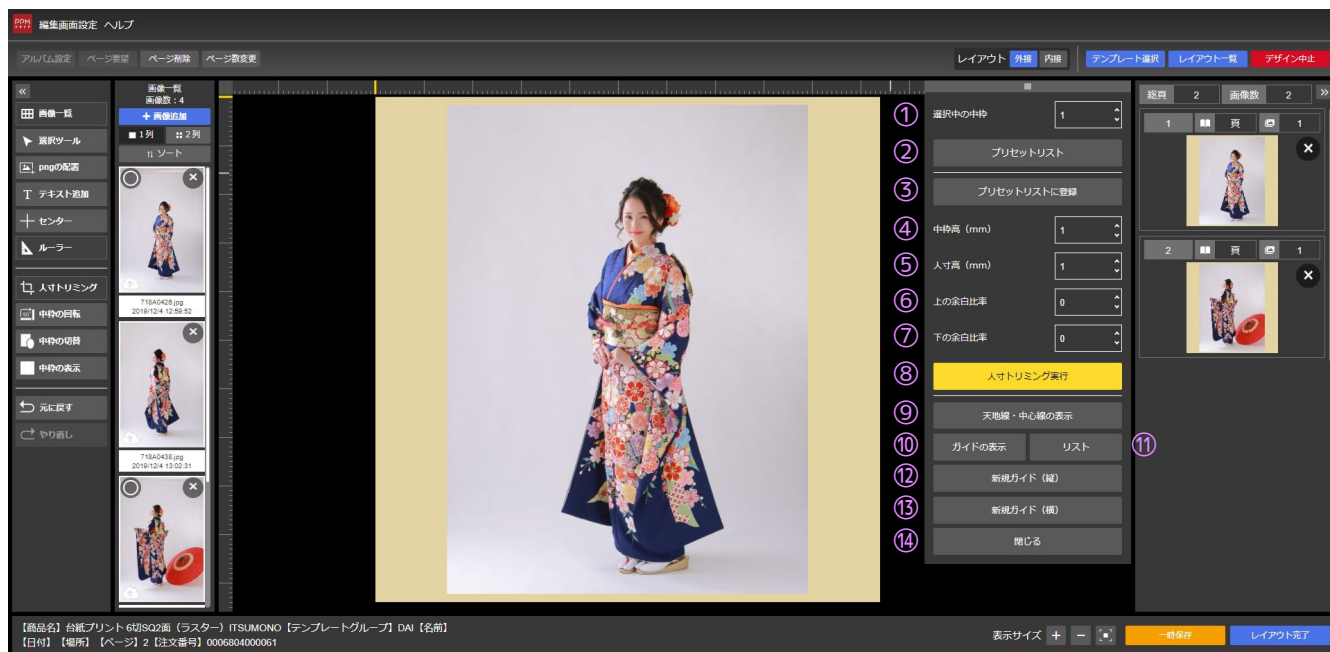 PPM 編集画面設定 ヘルプ
アルバム設定 ページ要望 ページ削除 ページ数変更
レイアウト 外接 内接 テンプレート選択 レイアウト一覧 デザイン中止
«
画像一覧
選択ツール
pngの配置
T テキスト追加
センター
ルーラー
人寸トリミング
中枠の回転
中枠の切替
中枠の表示
元に戻す
やり直し
画像一覧
画像数：4
+ 画像追加
1列 2列
ソート
718A0426.jpg
2019/12/4 12:59:52
718A0438.jpg
2019/12/4 13:02:31
① 選択中の中枠 1
② プリセットリスト
③ プリセットリストに登録
④ 中枠高（mm） 1
⑤ 人寸高（mm） 1
⑥ 上の余白比率 0
⑦ 下の余白比率 0
⑧ 人寸トリミング実行
⑨ 天地線・中心線の表示
⑩ ガイドの表示 リスト ⑪
⑫ 新規ガイド（縦）
⑬ 新規ガイド（横）
⑭ 閉じる
総頁 2 画像数 2 »
1 頁 1
2 頁 1
【商品名】台紙プリント 6切SQ2面（ラスター）ITSUMONO【テンプレートグループ】DAI【名前】
【日付】【場所】【ページ】2【注文番号】0006804000061
表示サイズ + − 一時保存 レイアウト完了